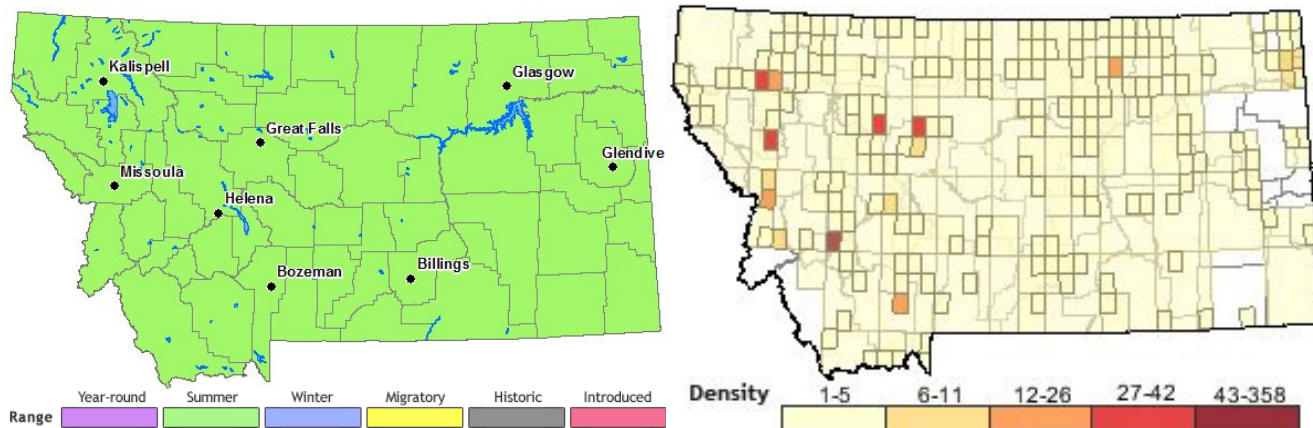 Kalispell
Glasgow
Great Falls
Glendive
Missoula
Helena
Bozeman
Billings
Range Year-round Summer Winter Migratory Historic Introduced
Density 1-5 6-11 12-26 27-42 43-358